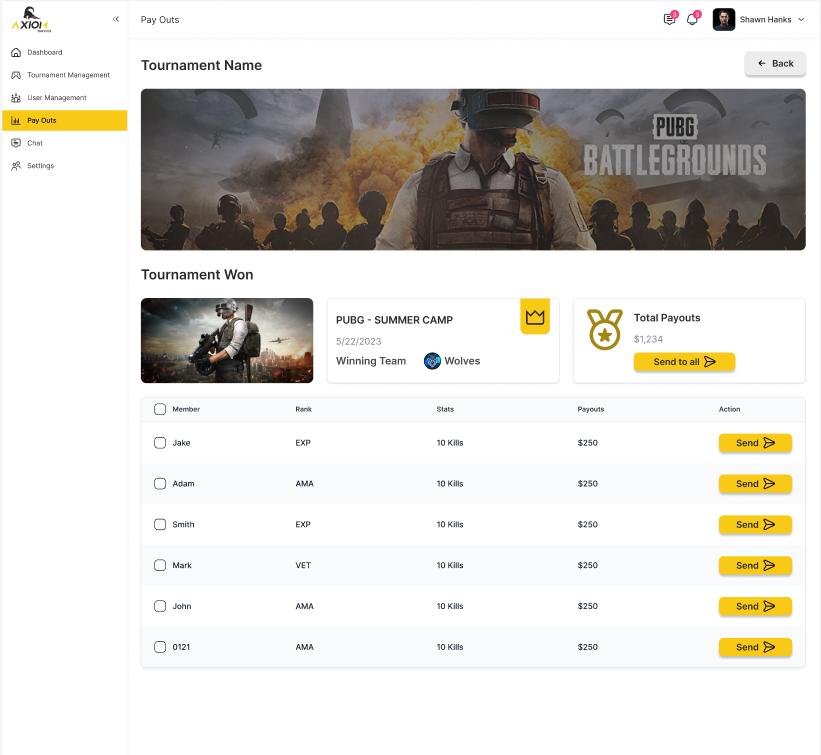 AXIOM
Pay Outs
3
3
Shawn Hanks
Dashboard
Tournament Management
User Management
Pay Outs
Chat
Settings
Tournament Name
Back
PUBG
BATTLEGROUNDS
Tournament Won
PUBG - SUMMER CAMP
5/22/2023
Winning Team Wolves
Total Payouts
$1,234
Send to all
Member Rank Stats Payouts Action
Jake EXP 10 Kills $250 Send
Adam AMA 10 Kills $250 Send
Smith EXP 10 Kills $250 Send
Mark VET 10 Kills $250 Send
John AMA 10 Kills $250 Send
0121 AMA 10 Kills $250 Send